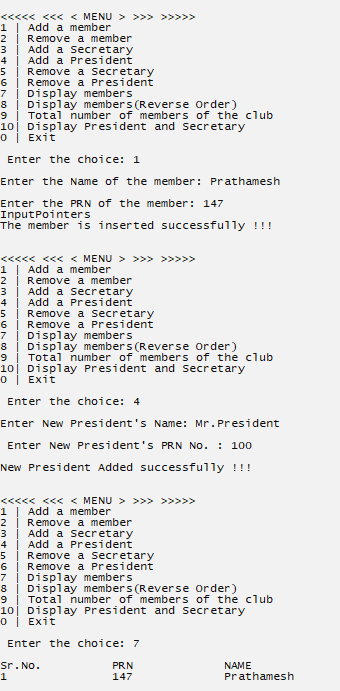 <<<<< <<< < MENU > >>> >>>>>
1 | Add a member
2 | Remove a member
3 | Add a Secretary
4 | Add a President
5 | Remove a Secretary
6 | Remove a President
7 | Display members
8 | Display members(Reverse Order)
9 | Total number of members of the club
10| Display President and Secretary
0 | Exit
Enter the choice: 1
Enter the Name of the member: Prathamesh
Enter the PRN of the member: 147
InputPointers
The member is inserted successfully !!!
<<<<< <<< < MENU > >>> >>>>>
1 | Add a member
2 | Remove a member
3 | Add a Secretary
4 | Add a President
5 | Remove a Secretary
6 | Remove a President
7 | Display members
8 | Display members(Reverse Order)
9 | Total number of members of the club
10| Display President and Secretary
0 | Exit
Enter the choice: 4
Enter New President's Name: Mr.President
Enter New President's PRN No. : 100
New President Added successfully !!!
<<<<< <<< < MENU > >>> >>>>>
1 | Add a member
2 | Remove a member
3 | Add a Secretary
4 | Add a President
5 | Remove a Secretary
6 | Remove a President
7 | Display members
8 | Display members(Reverse Order)
9 | Total number of members of the club
10| Display President and Secretary
0 | Exit
Enter the choice: 7
Sr.No. PRN NAME
1 147 Prathamesh